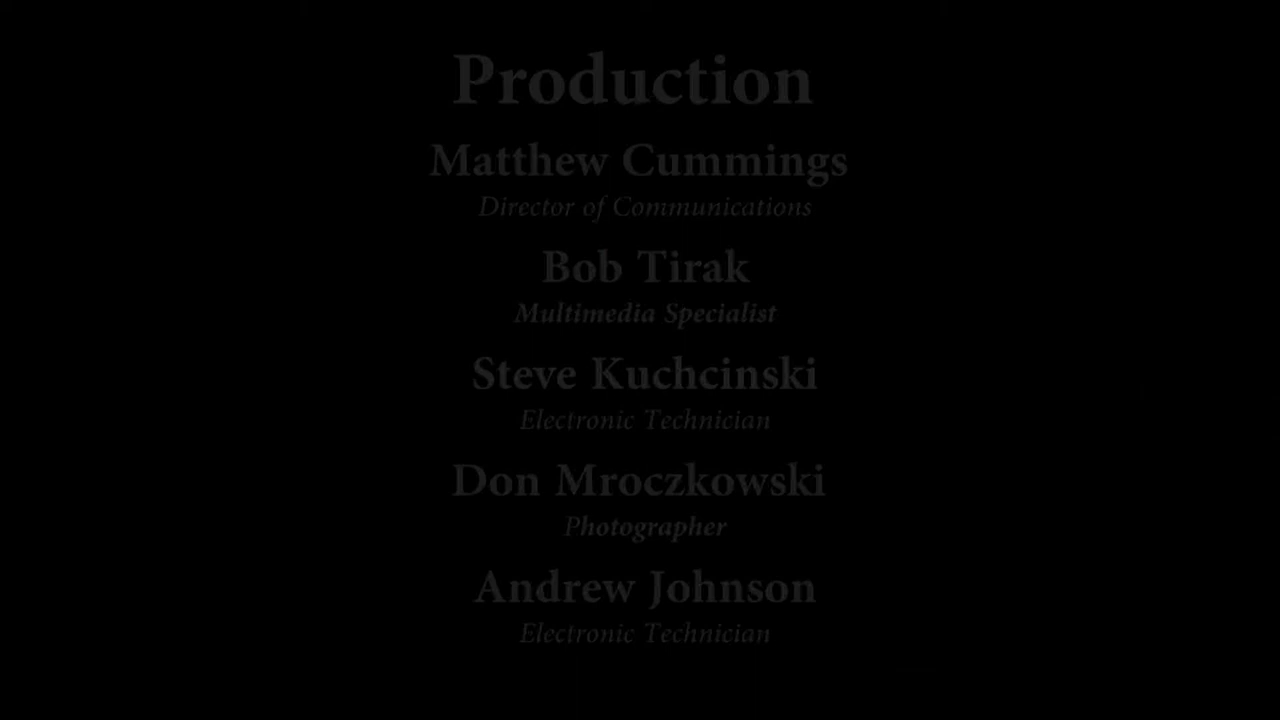 Production
Matthew Cummings
Director of Communications
Bob Tirak
Multimedia Specialist
Steve Kuchcinski
Electronic Technician
Don Mroczkowski
Photographer
Andrew Johnson
Electronic Technician